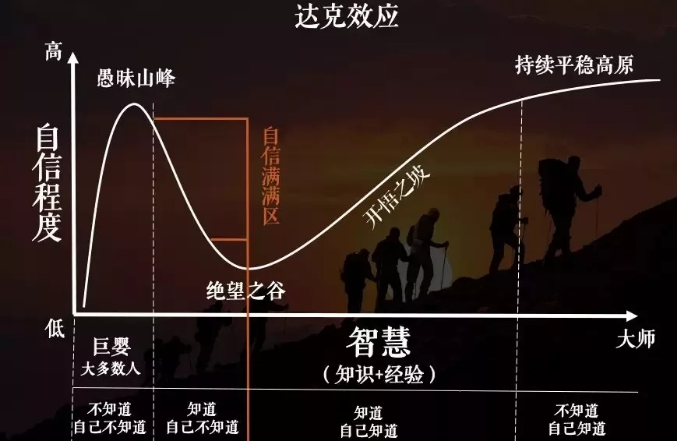 达克效应
高
愚昧山峰
持续平稳高原
自信程度
自信满满区
开悟之坡
绝望之谷
低
巨婴
大多数人
智慧
(知识+经验)
大师
不知道
自己不知道
知道
自己不知道
知道
自己知道
不知道
自己知道